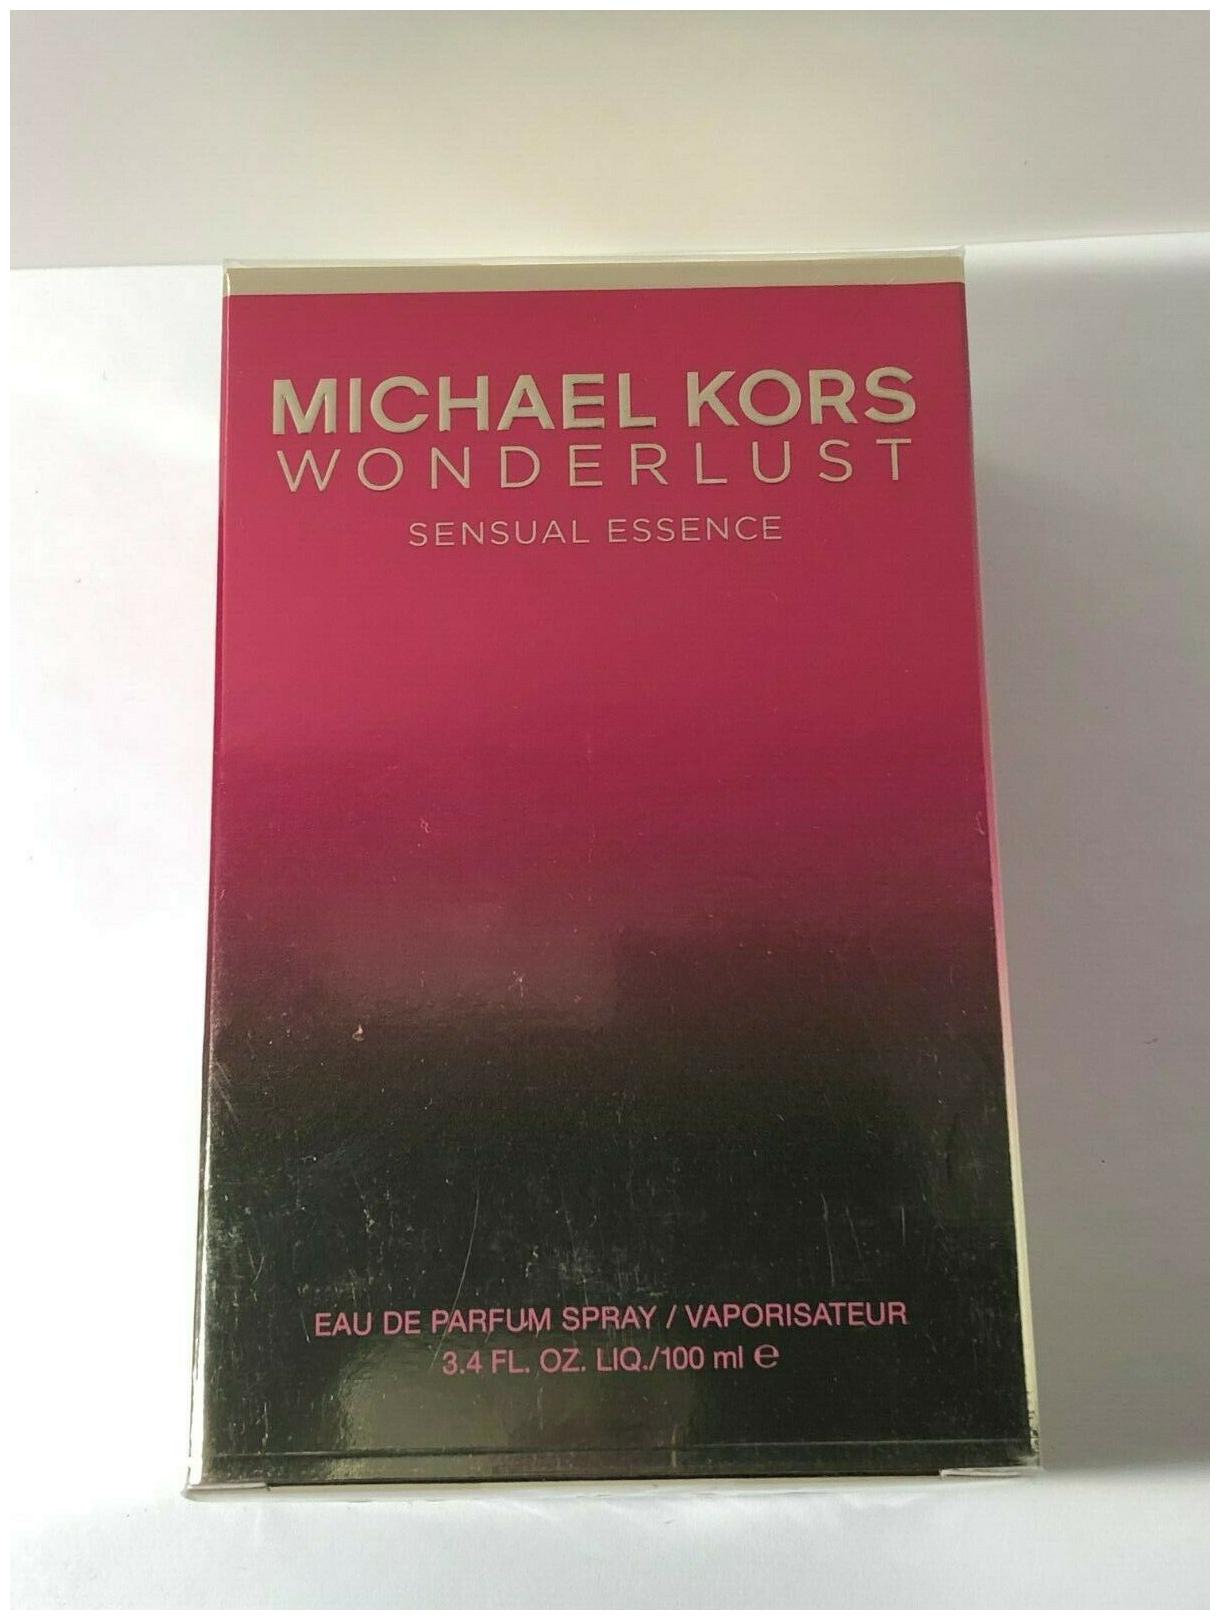 MICHAEL KORS
WONDERLUST
SENSUAL ESSENCE
EAU DE PARFUM SPRAY / VAPORISATEUR
3.4 FL. OZ. LIQ./100 ml ℮